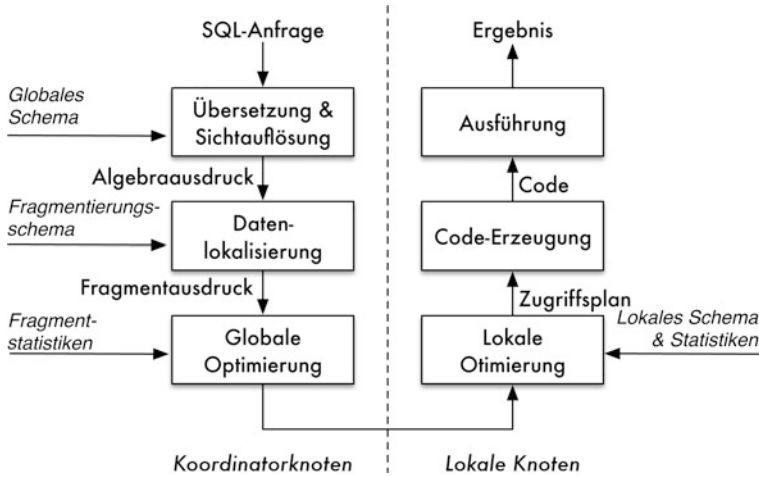 SQL-Anfrage
Globales
Schema
Übersetzung &
Sichtauflösung
Algebraausdruck
Fragmentierungs-
schema
Daten-
lokalisierung
Fragmentausdruck
Fragment-
statistiken
Globale
Optimierung
Koordinatorknoten
Ergebnis
Ausführung
Code
Code-Erzeugung
Zugriffsplan
Lokale
Otimierung
Lokales Schema
& Statistiken
Lokale Knoten